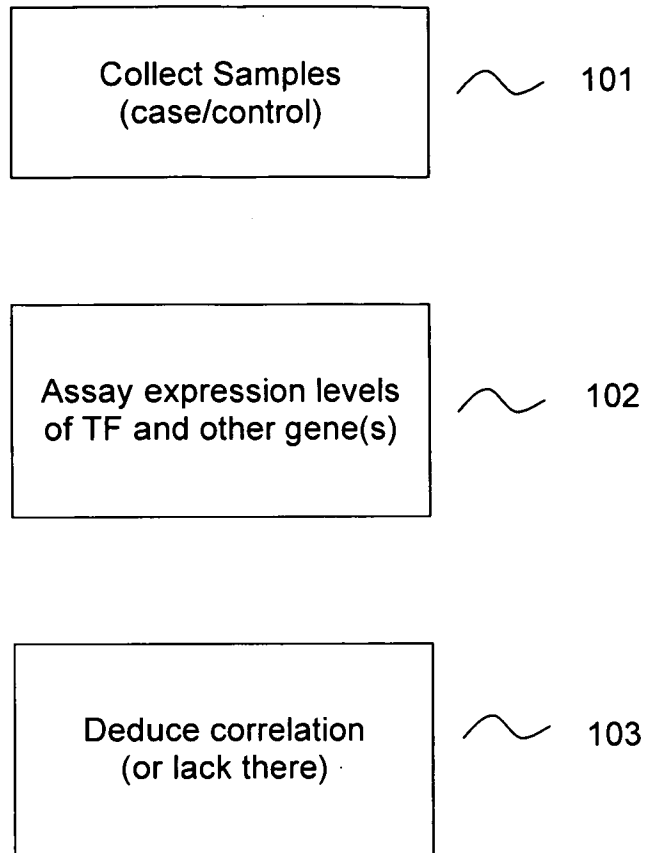 Collect Samples
(case/control)
101
Assay expression levels
of TF and other gene(s)
102
Deduce correlation
(or lack there)
103